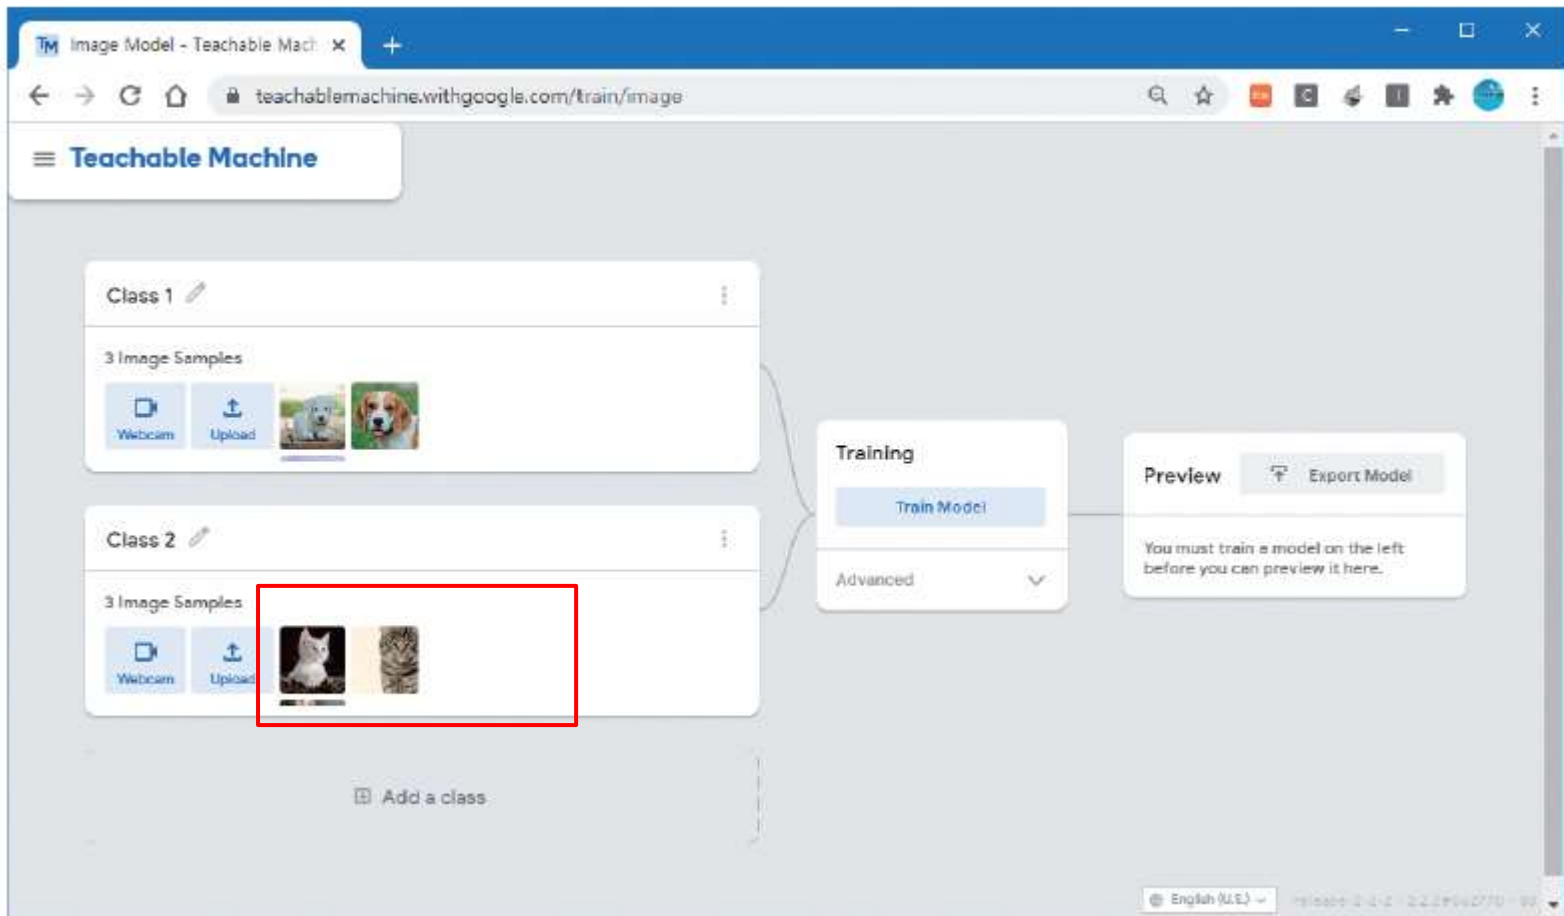 Image Model - Teachable Mach
teachablemachine.withgoogle.com/train/image
Teachable Machine
Class 1
3 Image Samples
Webcam
Upload
Class 2
3 Image Samples
Webcam
Upload
Add a class
Training
Train Model
Advanced
Preview
Export Model
You must train a model on the left
before you can preview it here.
English (U.S.)